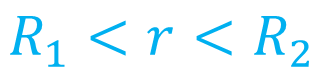 R₁ < r < R₂